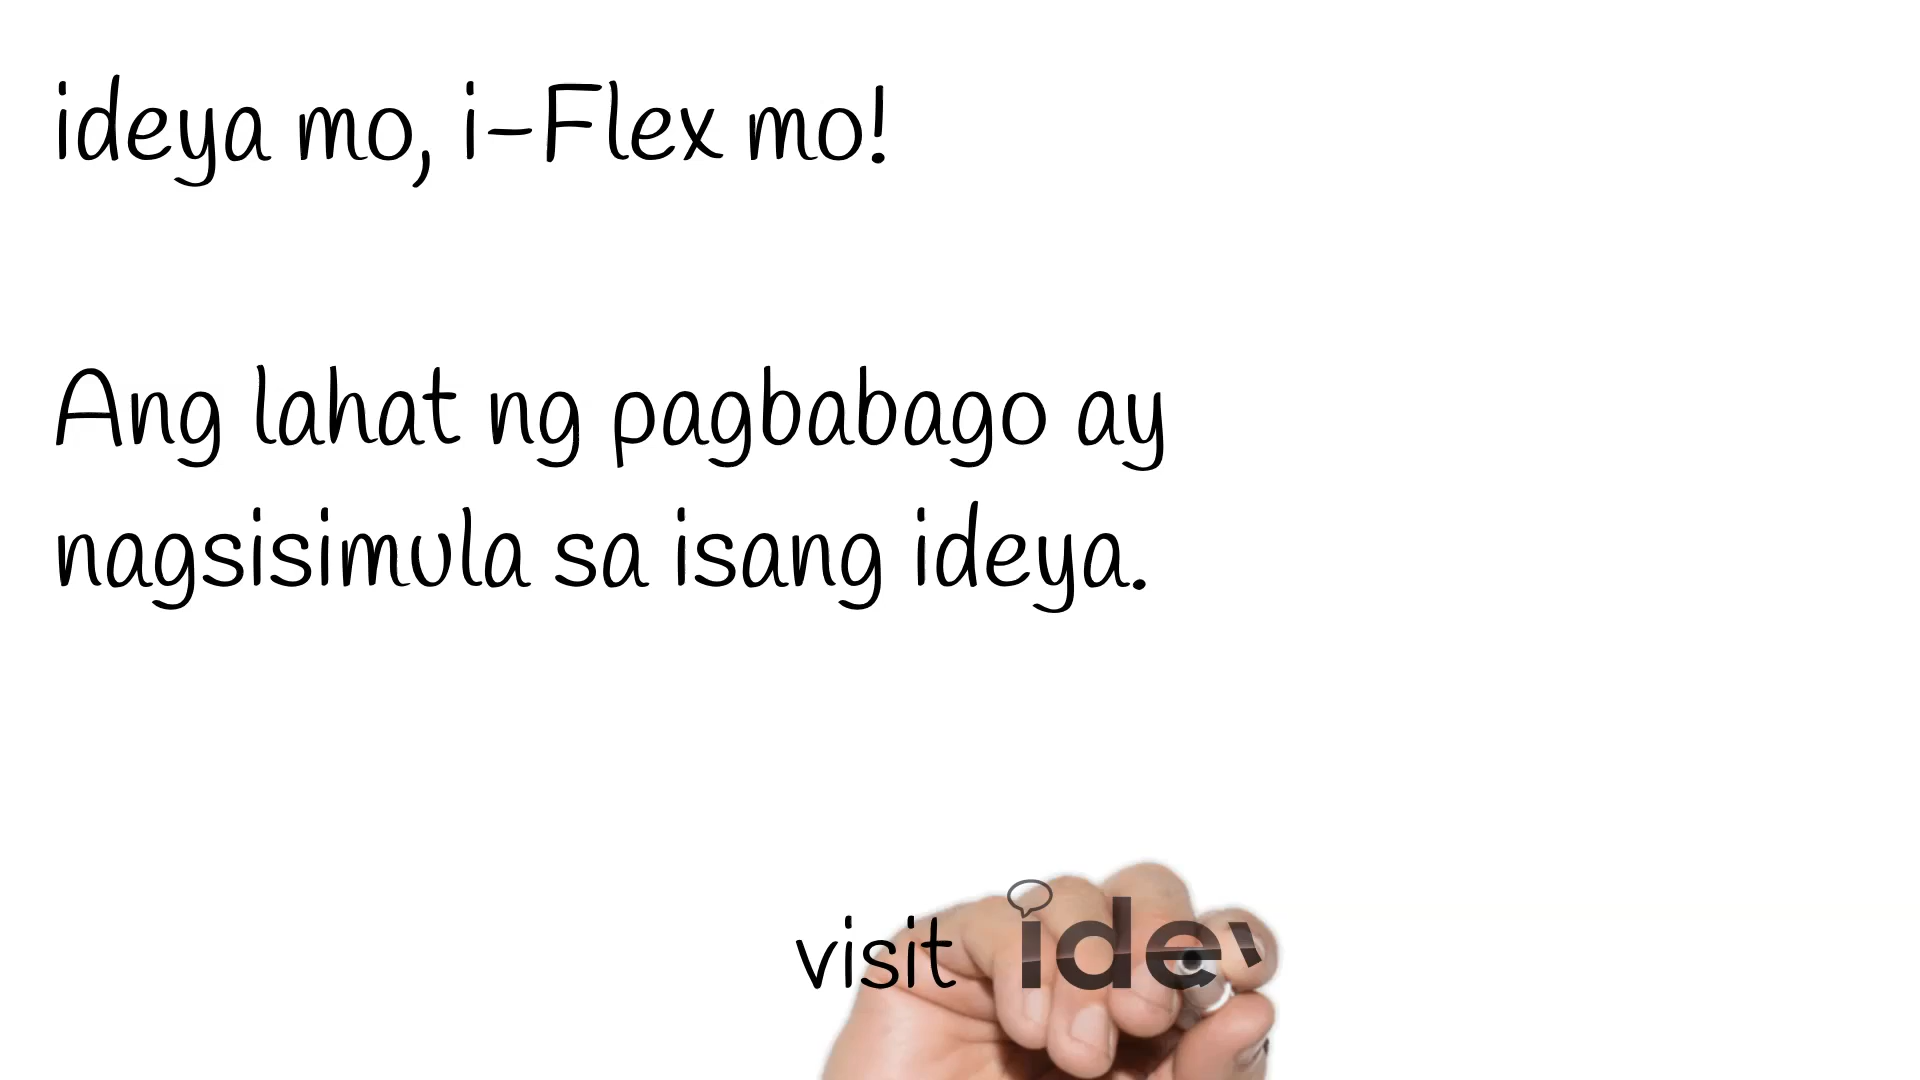 ideya mo, i-Flex mo!
Ang lahat ng pagbabago ay
nagsisimula sa isang ideya.
visit